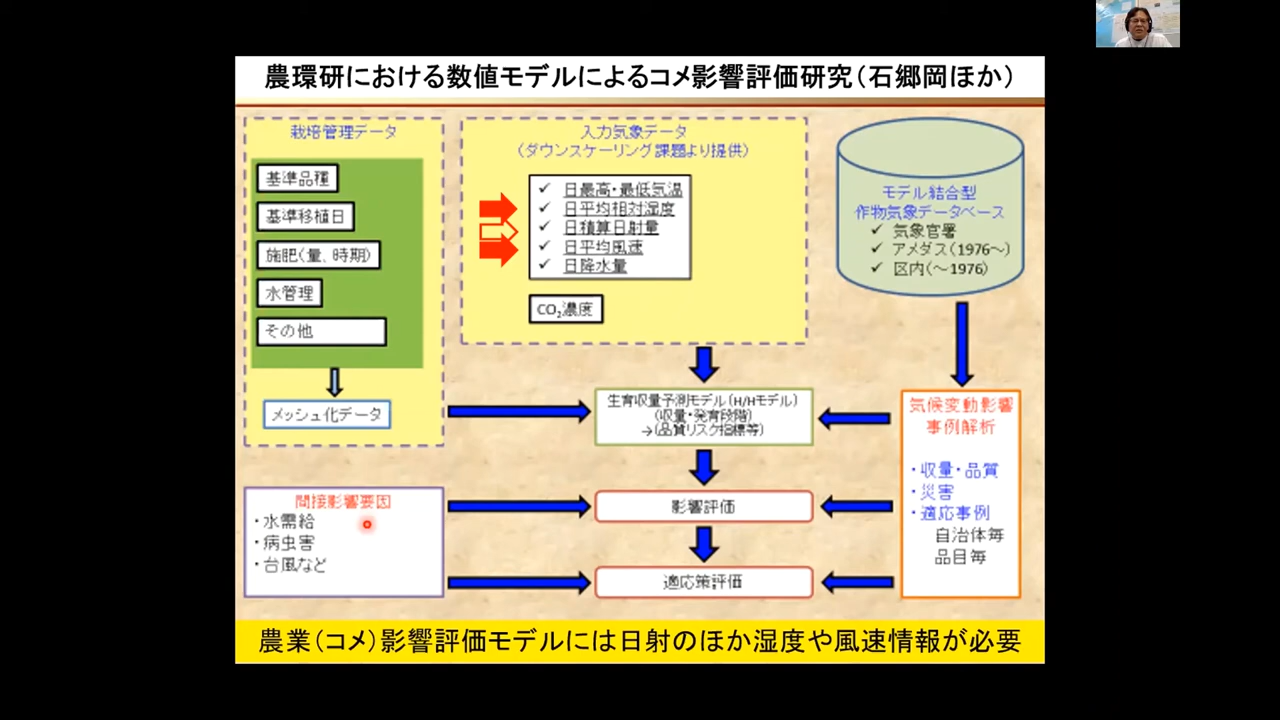 農環研における数値モデルによるコメ影響評価研究(石郷岡ほか)
栽培管理データ
基準品種
基準移植日
施肥(量、時期)
水管理
その他
メッシュ化データ
入力気象データ
(ダウンスケーリング課題より提供)
✓ 日最高・最低気温
✓ 日平均相対湿度
✓ 日積算日射量
✓ 日平均風速
✓ 日降水量
CO₂濃度
モデル結合型
作物気象データベース
✓ 気象官署
✓ アメダス(1976~)
✓ 区内(~1976)
生育収量予測モデル(H/Hモデル)
(収量・発育段階)
→(品質リスク指標等)
気候変動影響
事例解析
・収量・品質
・災害
・適応事例
自治体毎
品目毎
間接影響要因
・水需給
・病虫害
・台風など
影響評価
適応策評価
農業(コメ)影響評価モデルには日射のほか湿度や風速情報が必要